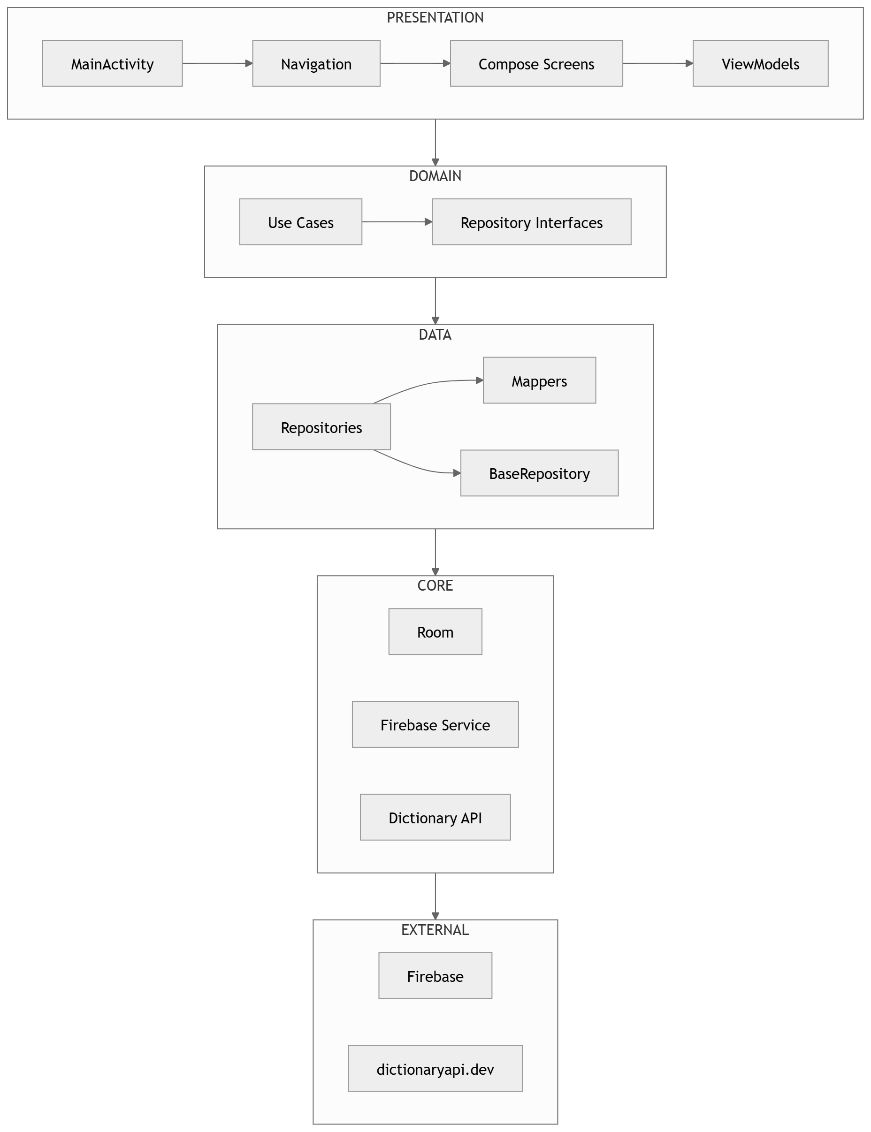 PRESENTATION
MainActivity
Navigation
Compose Screens
ViewModels
DOMAIN
Use Cases
Repository Interfaces
DATA
Mappers
Repositories
BaseRepository
CORE
Room
Firebase Service
Dictionary API
EXTERNAL
Firebase
dictionaryapi.dev